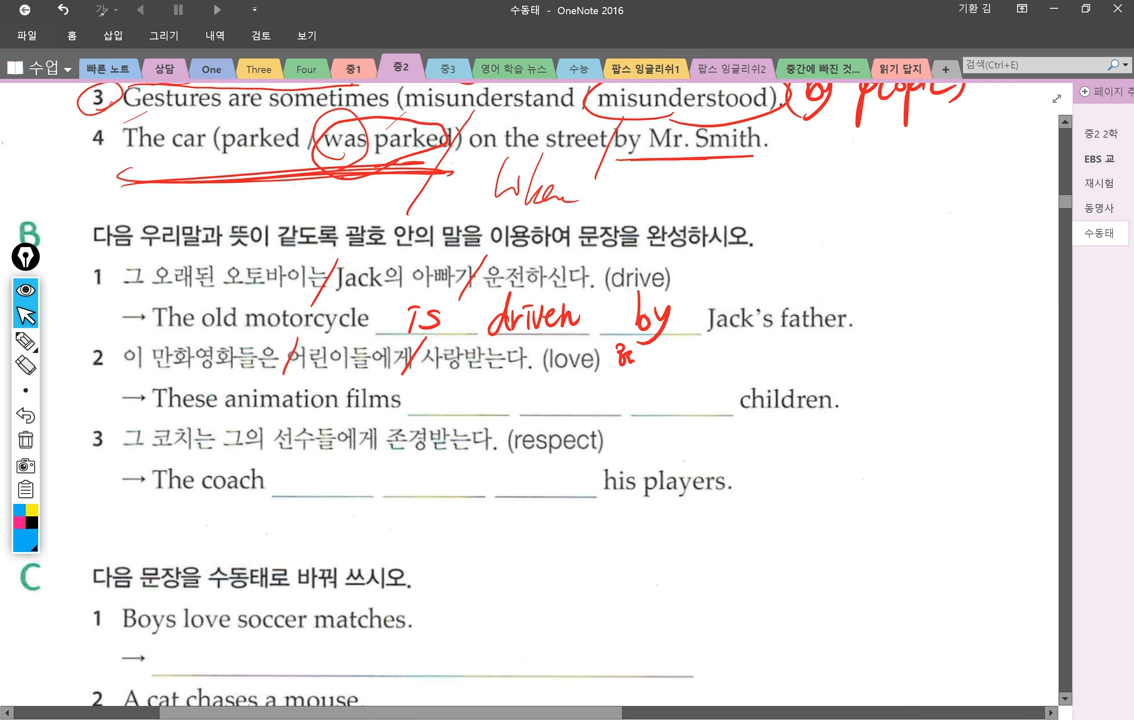 수동태 - OneNote 2016
기환 김
파일 홈 삽입 그리기 내역 검토 보기
수업 빠른 노트 상담 One Three Four 중1 중2 중3 영어 학습 뉴스 수능 팝스 잉글리쉬1 팝스 잉글리쉬2 중간에 빠진 것... 읽기 답지 + 검색(Ctrl+E)
페이지 추
중2 2학
EBS 교
재시험
동명사
수동태
3 Gestures are sometimes (misunderstand / misunderstood). (by people)
4 The car (parked / was parked) on the street by Mr. Smith.
when
B 다음 우리말과 뜻이 같도록 괄호 안의 말을 이용하여 문장을 완성하시오.
1 그 오래된 오토바이는 Jack의 아빠가 운전하신다. (drive)
→ The old motorcycle is driven by Jack's father.
2 이 만화영화들은 어린이들에게 사랑받는다. (love)
→ These animation films ___ ___ ___ children.
3 그 코치는 그의 선수들에게 존경받는다. (respect)
→ The coach ___ ___ ___ his players.
C 다음 문장을 수동태로 바꿔 쓰시오.
1 Boys love soccer matches.
→
2 A cat chases a mouse.